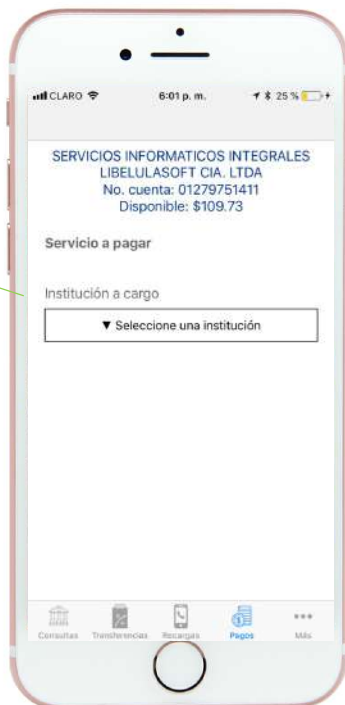 CLARO 6:01 p. m. 25 %
SERVICIOS INFORMATICOS INTEGRALES
LIBELULASOFT CIA. LTDA
No. cuenta: 01279751411
Disponible: $109.73
Servicio a pagar
Institución a cargo
▼ Seleccione una institución
Consultas Transferencias Recargas Pagos Más